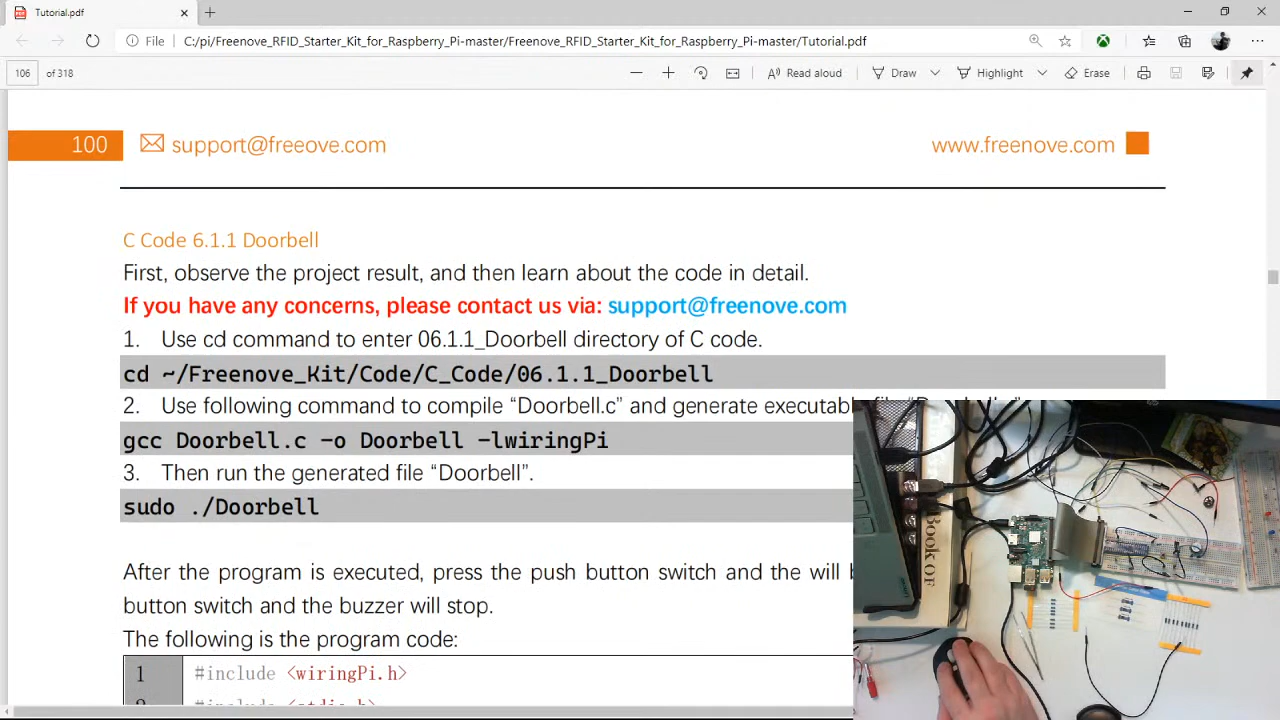 Tutorial.pdf
File C:/pi/Freenove_RFID_Starter_Kit_for_Raspberry_Pi-master/Freenove_RFID_Starter_Kit_for_Raspberry_Pi-master/Tutorial.pdf
106 of 318 Read aloud Draw Highlight Erase
100 support@freeove.com www.freenove.com
C Code 6.1.1 Doorbell
First, observe the project result, and then learn about the code in detail.
If you have any concerns, please contact us via: support@freenove.com
1. Use cd command to enter 06.1.1_Doorbell directory of C code.
cd ~/Freenove_Kit/Code/C_Code/06.1.1_Doorbell
2. Use following command to compile “Doorbell.c” and generate executable
gcc Doorbell.c -o Doorbell -lwiringPi
3. Then run the generated file “Doorbell”.
sudo ./Doorbell
After the program is executed, press the push button switch and the will
button switch and the buzzer will stop.
The following is the program code:
1 #include <wiringPi.h>
Book OF